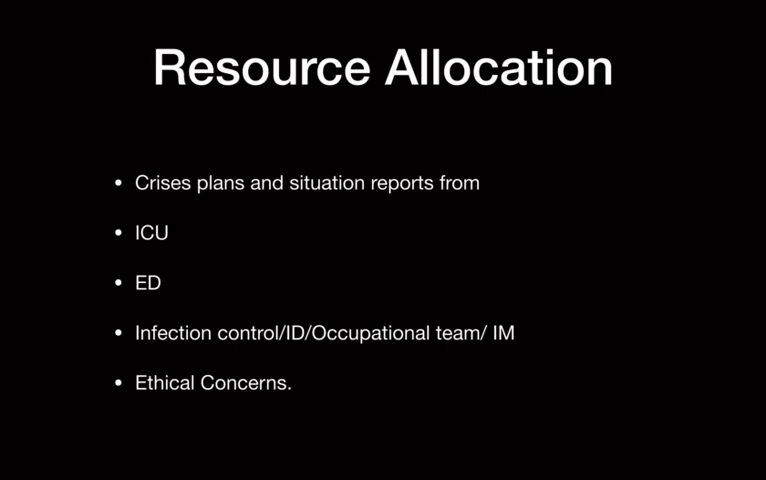 Resource Allocation
• Crises plans and situation reports from
• ICU
• ED
• Infection control/ID/Occupational team/ IM
• Ethical Concerns.